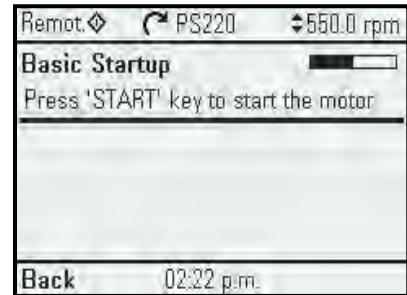 Remot. PS220 550.0 rpm
Basic Startup
Press 'START' key to start the motor
Back 02:22 p.m.